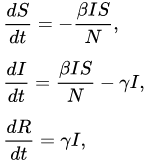 dS/dt = −βIS/N,
dI/dt = βIS/N − γI,
dR/dt = γI,